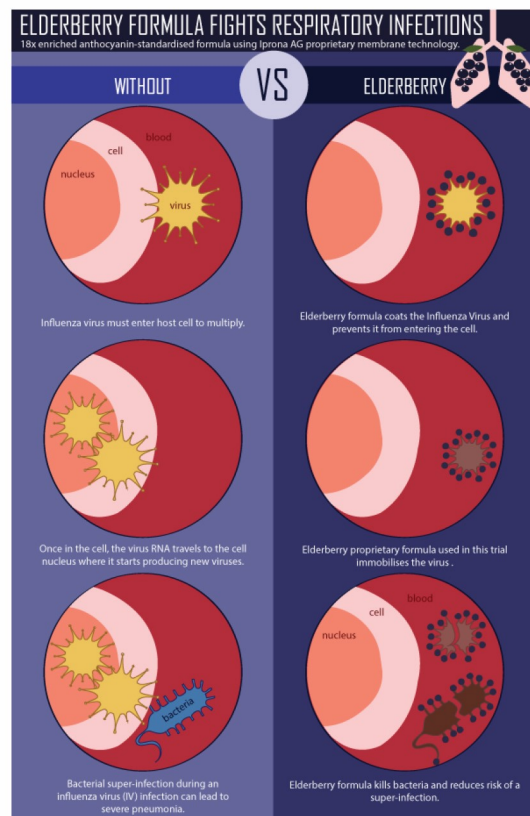 ELDERBERRY FORMULA FIGHTS RESPIRATORY INFECTIONS
18x enriched anthocyanin-standardised formula using Iprona AG proprietary membrane technology.
WITHOUT
VS
ELDERBERRY
blood
cell
nucleus
virus
Influenza virus must enter host cell to multiply.
Elderberry formula coats the Influenza Virus and
prevents it from entering the cell.
Once in the cell, the virus RNA travels to the cell
nucleus where it starts producing new viruses.
Elderberry proprietary formula used in this trial
immobilises the virus .
bacteria
Bacterial super-infection during an
influenza virus (IV) infection can lead to
severe pneumonia.
blood
cell
nucleus
Elderberry formula kills bacteria and reduces risk of a
super-infection.